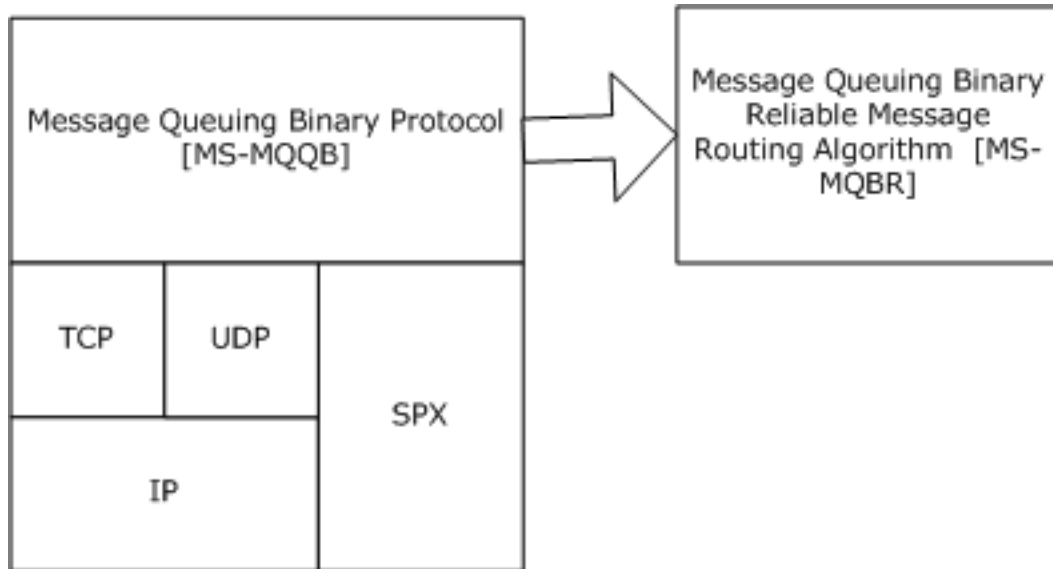 Message Queuing Binary Protocol
[MS-MQQB]
Message Queuing Binary
Reliable Message
Routing Algorithm [MS-
MQBR]
TCP
UDP
SPX
IP